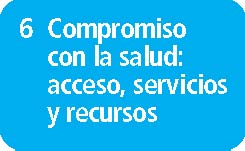 6 Compromiso
con la salud:
acceso, servicios
y recursos